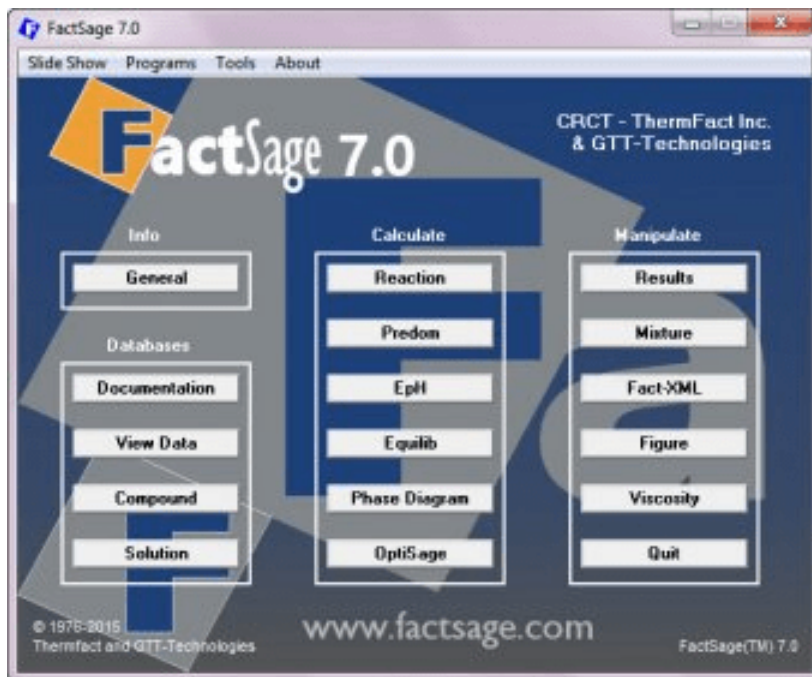 FactSage 7.0
Slide Show Programs Tools About
FactSage 7.0
CRCT - ThermFact Inc.
& GTT-Technologies
Info
General
Databases
Documentation
View Data
Compound
Solution
Calculate
Reaction
Predom
EpH
Equilib
Phase Diagram
OptiSage
Manipulate
Results
Mixture
Fact-XML
Figure
Viscosity
Quit
© 1976-2015
Thermfact and GTT-Technologies
www.factsage.com
FactSage(TM) 7.0